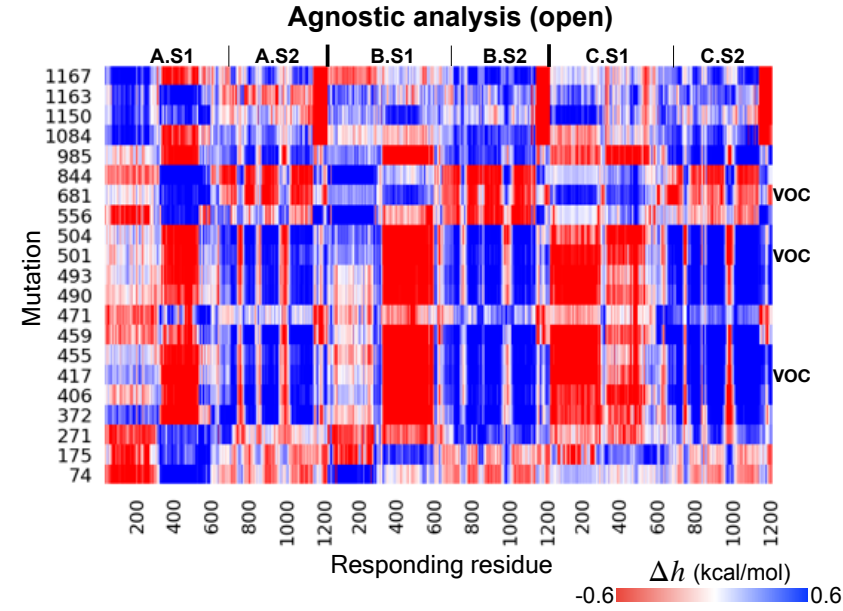 Agnostic analysis (open)
A.S1 A.S2 B.S1 B.S2 C.S1 C.S2
Mutation
1167
1163
1150
1084
985
844
681 VOC
556
504
501 VOC
493
490
471
459
455
417 VOC
406
372
271
175
74
200 400 600 800 1000 1200 200 400 600 800 1000 1200 200 400 600 800 1000 1200
Responding residue
Δh (kcal/mol)
-0.6 0.6